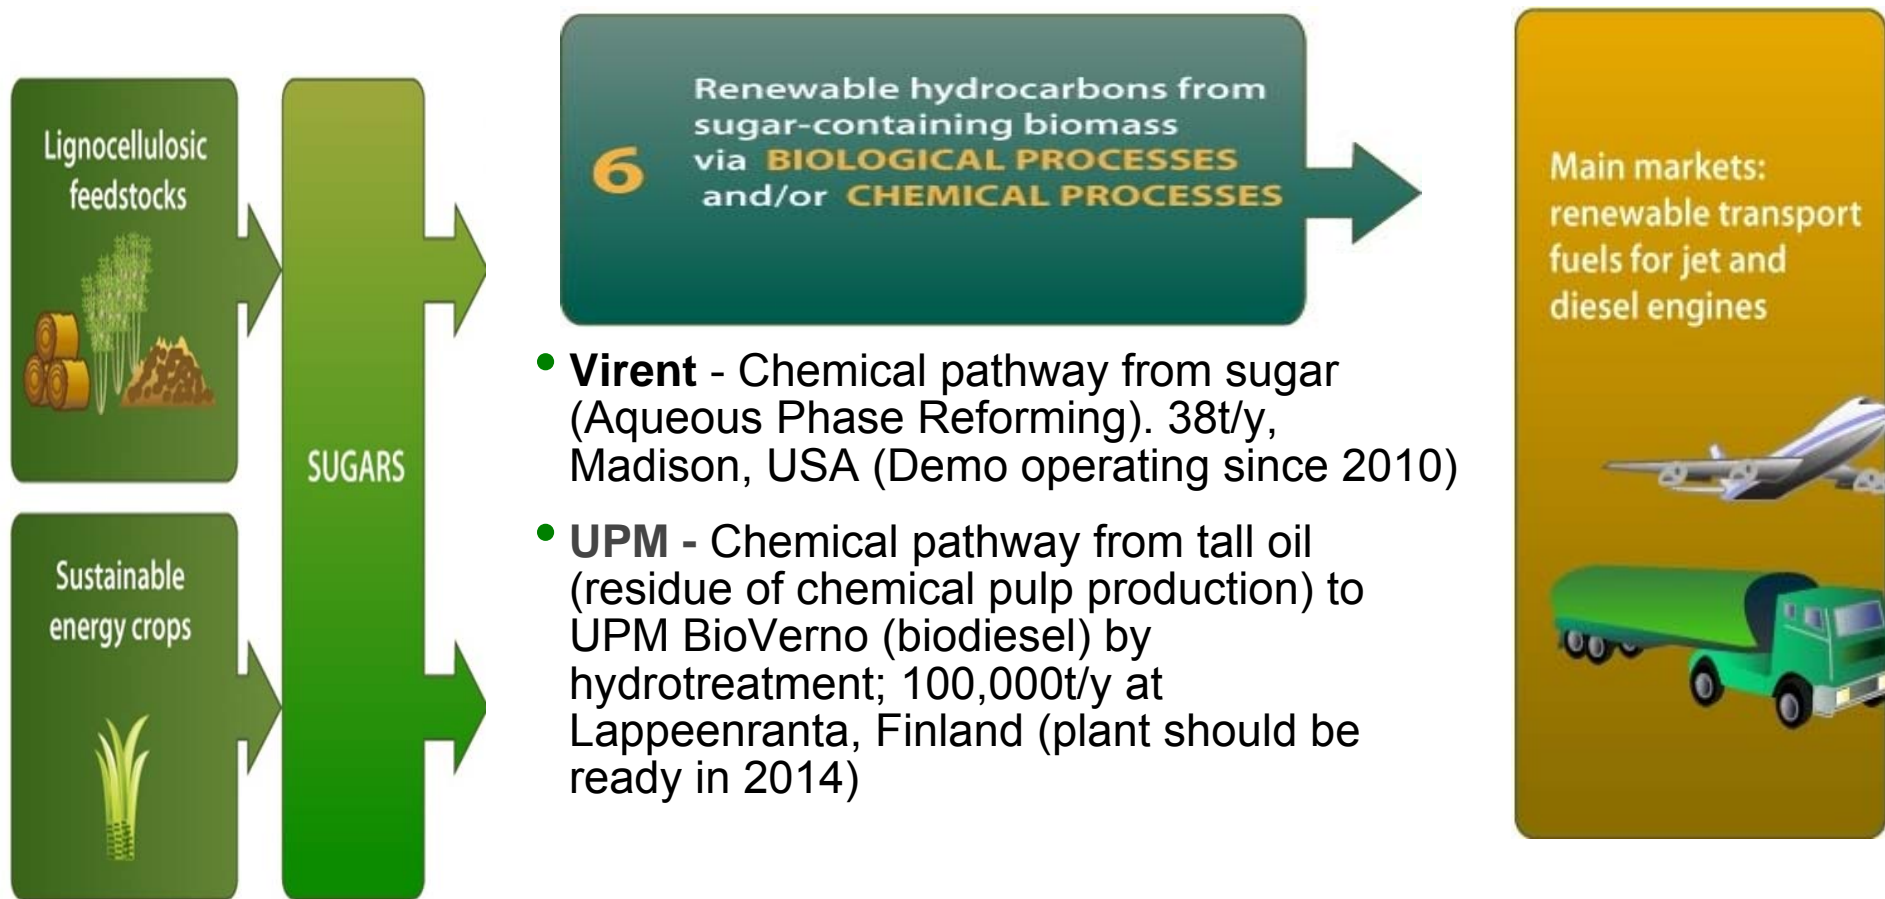 Lignocellulosic
feedstocks
Sustainable
energy crops
SUGARS
6
Renewable hydrocarbons from
sugar-containing biomass
via BIOLOGICAL PROCESSES
and/or CHEMICAL PROCESSES
• Virent - Chemical pathway from sugar
(Aqueous Phase Reforming). 38t/y,
Madison, USA (Demo operating since 2010)
• UPM - Chemical pathway from tall oil
(residue of chemical pulp production) to
UPM BioVerno (biodiesel) by
hydrotreatment; 100,000t/y at
Lappeenranta, Finland (plant should be
ready in 2014)
Main markets:
renewable transport
fuels for jet and
diesel engines